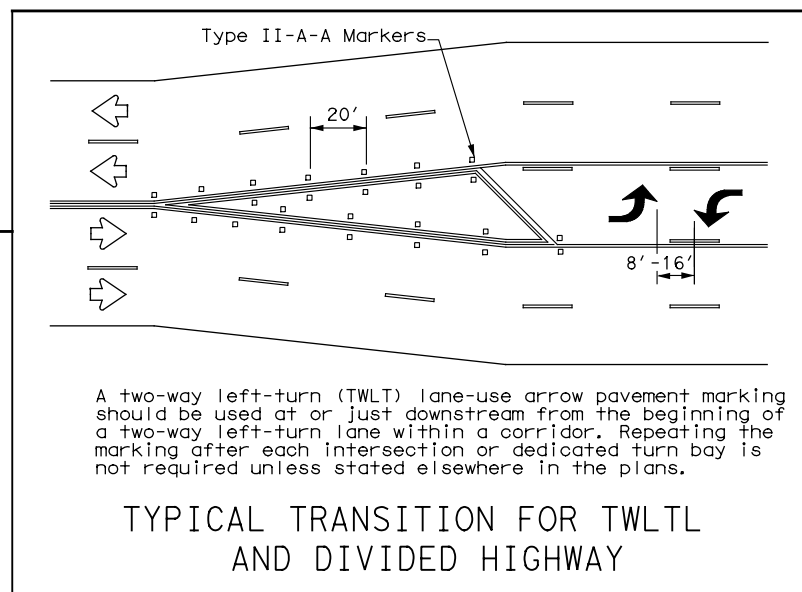 Type II-A-A Markers
20'
8'-16'
A two-way left-turn (TWLT) lane-use arrow pavement marking
should be used at or just downstream from the beginning of
a two-way left-turn lane within a corridor. Repeating the
marking after each intersection or dedicated turn bay is
not required unless stated elsewhere in the plans.
TYPICAL TRANSITION FOR TWLTL
AND DIVIDED HIGHWAY